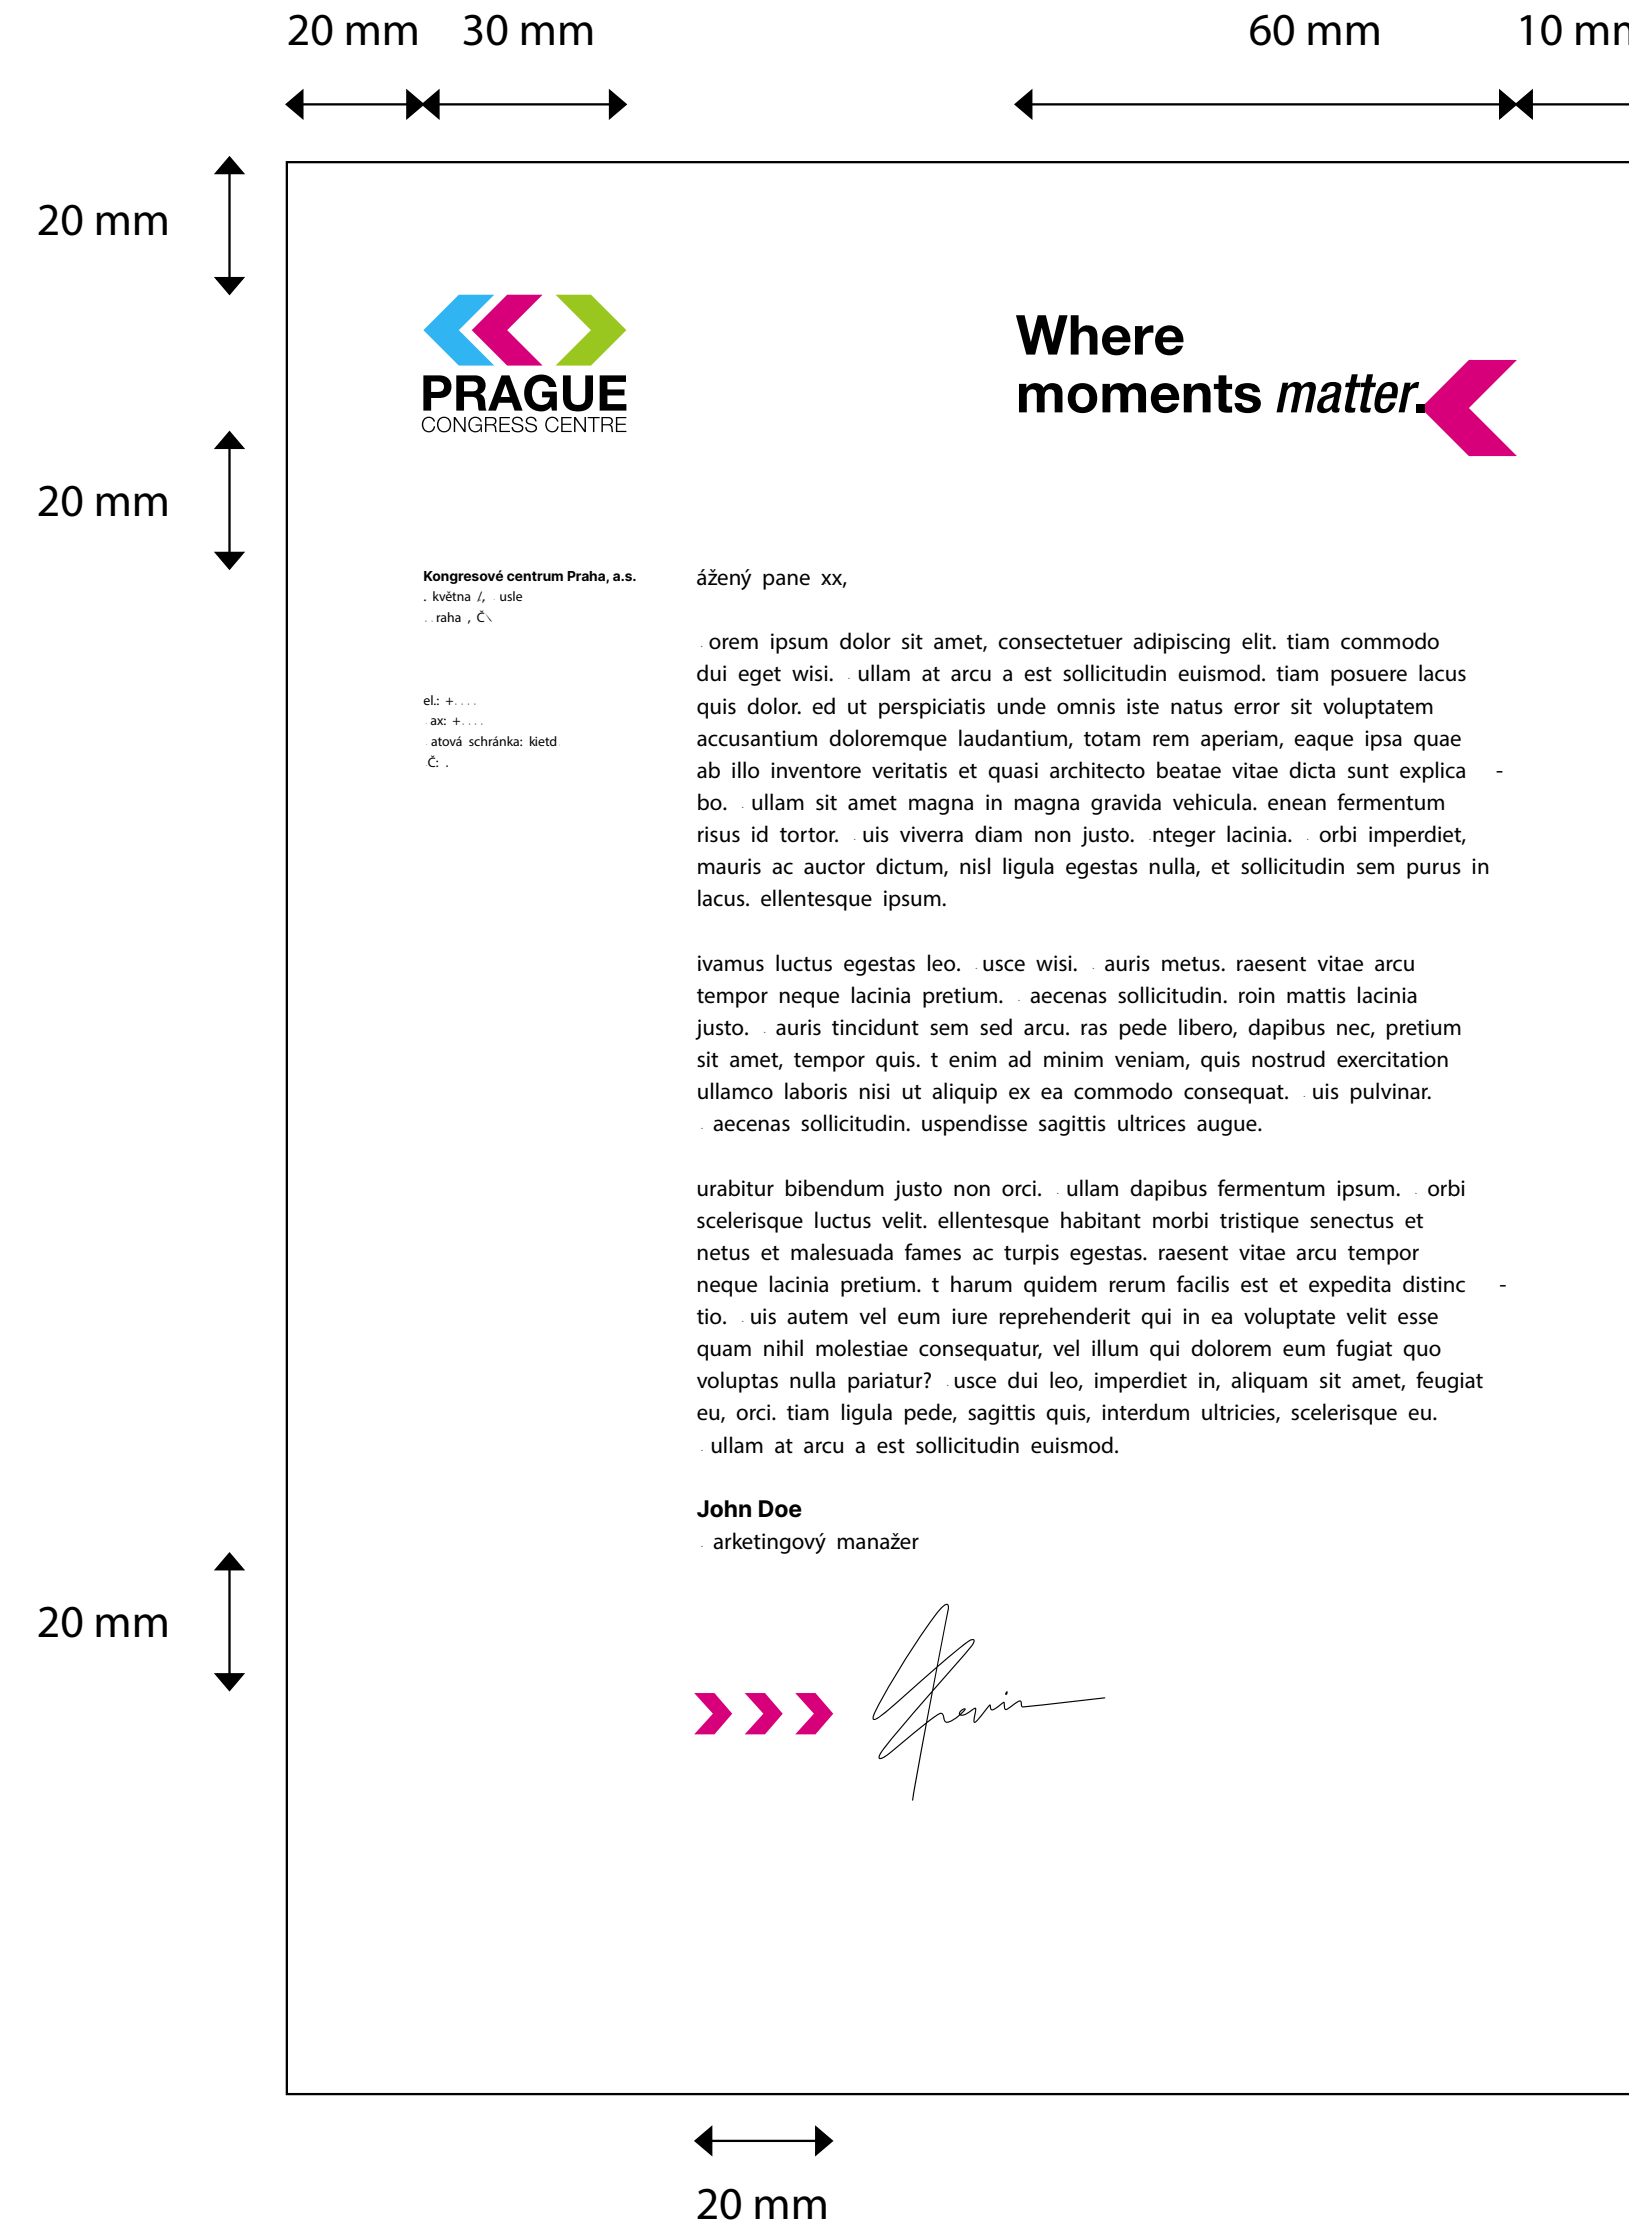 20 mm 30 mm 60 mm 10 mm
20 mm
PRAGUE
CONGRESS CENTRE
Where
moments matter.
20 mm
Kongresové centrum Praha, a.s.
. května /, usle
raha , Č
el.: +
ax: +
atová schránka: kietd
Č: .
ážený pane xx,
orem ipsum dolor sit amet, consectetuer adipiscing elit. tiam commodo
dui eget wisi. ullam at arcu a est sollicitudin euismod. tiam posuere lacus
quis dolor. ed ut perspiciatis unde omnis iste natus error sit voluptatem
accusantium doloremque laudantium, totam rem aperiam, eaque ipsa quae
ab illo inventore veritatis et quasi architecto beatae vitae dicta sunt explica -
bo. ullam sit amet magna in magna gravida vehicula. enean fermentum
risus id tortor. uis viverra diam non justo. nteger lacinia. orbi imperdiet,
mauris ac auctor dictum, nisl ligula egestas nulla, et sollicitudin sem purus in
lacus. ellentesque ipsum.
ivamus luctus egestas leo. usce wisi. auris metus. raesent vitae arcu
tempor neque lacinia pretium. aecenas sollicitudin. roin mattis lacinia
justo. auris tincidunt sem sed arcu. ras pede libero, dapibus nec, pretium
sit amet, tempor quis. t enim ad minim veniam, quis nostrud exercitation
ullamco laboris nisi ut aliquip ex ea commodo consequat. uis pulvinar.
aecenas sollicitudin. uspendisse sagittis ultrices augue.
urabitur bibendum justo non orci. ullam dapibus fermentum ipsum. orbi
scelerisque luctus velit. ellentesque habitant morbi tristique senectus et
netus et malesuada fames ac turpis egestas. raesent vitae arcu tempor
neque lacinia pretium. t harum quidem rerum facilis est et expedita distinc -
tio. uis autem vel eum iure reprehenderit qui in ea voluptate velit esse
quam nihil molestiae consequatur, vel illum qui dolorem eum fugiat quo
voluptas nulla pariatur? usce dui leo, imperdiet in, aliquam sit amet, feugiat
eu, orci. tiam ligula pede, sagittis quis, interdum ultricies, scelerisque eu.
ullam at arcu a est sollicitudin euismod.
John Doe
arketingový manažer
20 mm
20 mm